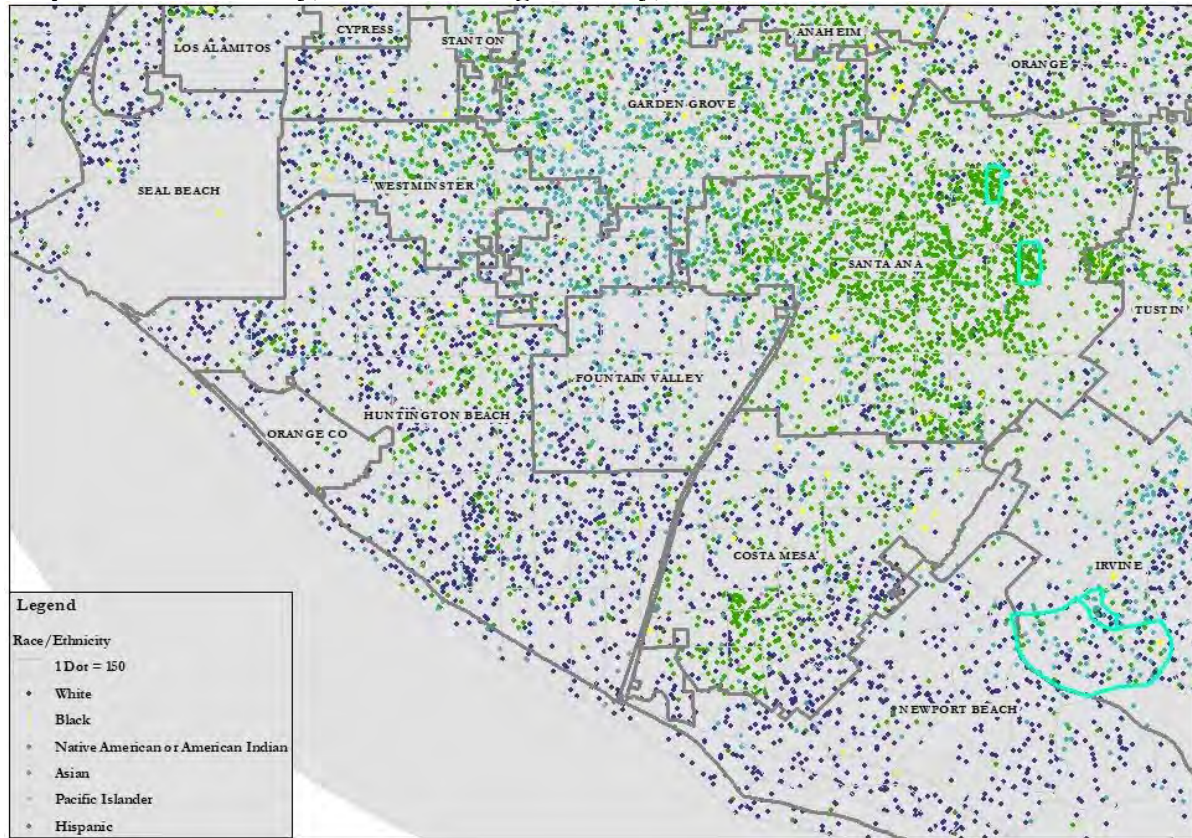 LOS ALAMITOS
CYPRESS
STANTON
ANAHEIM
ORANGE
GARDEN GROVE
SEAL BEACH
WESTMINSTER
SANTA ANA
TUSTIN
FOUNTAIN VALLEY
HUNTINGTON BEACH
ORANGE CO
COSTA MESA
IRVINE
NEWPORT BEACH
Legend
Race/Ethnicity
1 Dot = 150
White
Black
Native American or American Indian
Asian
Pacific Islander
Hispanic